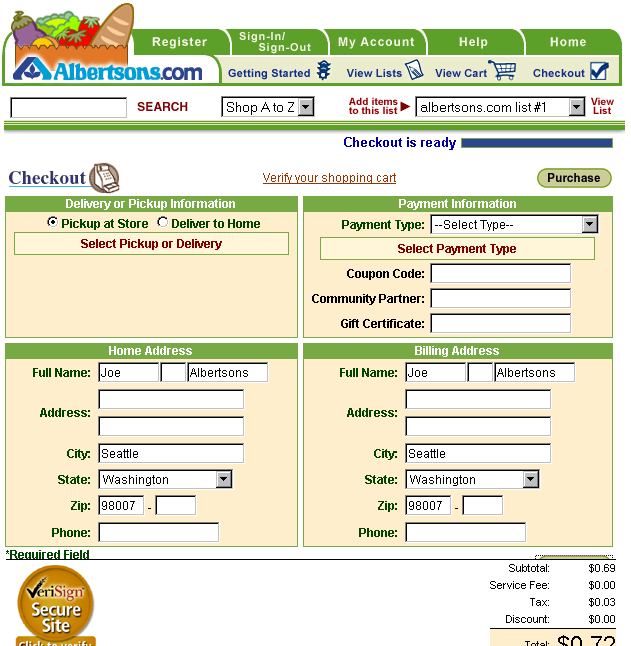 Register
Sign-In/
Sign-Out
My Account
Help
Home
Albertsons.com
Getting Started
View Lists
View Cart
Checkout
SEARCH
Shop A to Z
Add items
to this list
albertsons.com list #1
View
List
Checkout is ready
Checkout
Verify your shopping cart
Purchase
Delivery or Pickup Information
Pickup at Store Deliver to Home
Select Pickup or Delivery
Payment Information
Payment Type: --Select Type--
Select Payment Type
Coupon Code:
Community Partner:
Gift Certificate:
Home Address
Full Name: Joe Albertsons
Address:
City: Seattle
State: Washington
Zip: 98007 -
Phone:
Billing Address
Full Name: Joe Albertsons
Address:
City: Seattle
State: Washington
Zip: 98007 -
Phone:
*Required Field
VeriSign
Secure
Site
Click to verify
Subtotal: $0.69
Service Fee: $0.00
Tax: $0.03
Discount: $0.00
Total: $0.72